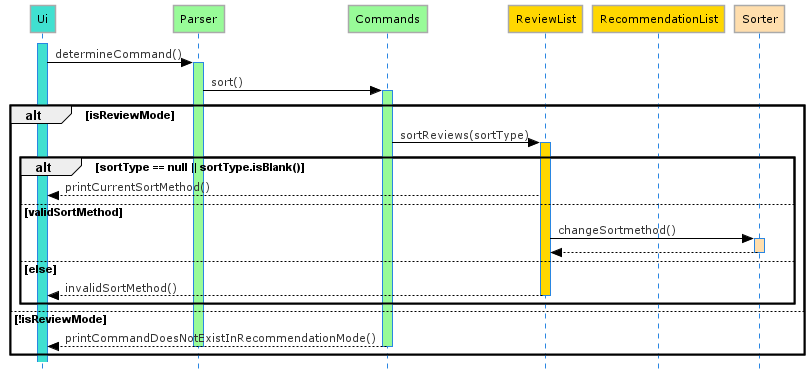 Ui Parser Commands ReviewList RecommendationList Sorter
determineCommand()
sort()
alt [isReviewMode]
sortReviews(sortType)
alt [sortType == null || sortType.isBlank()]
printCurrentSortMethod()
[validSortMethod]
changeSortmethod()
[else]
invalidSortMethod()
[!isReviewMode]
printCommandDoesNotExistInRecommendationMode()